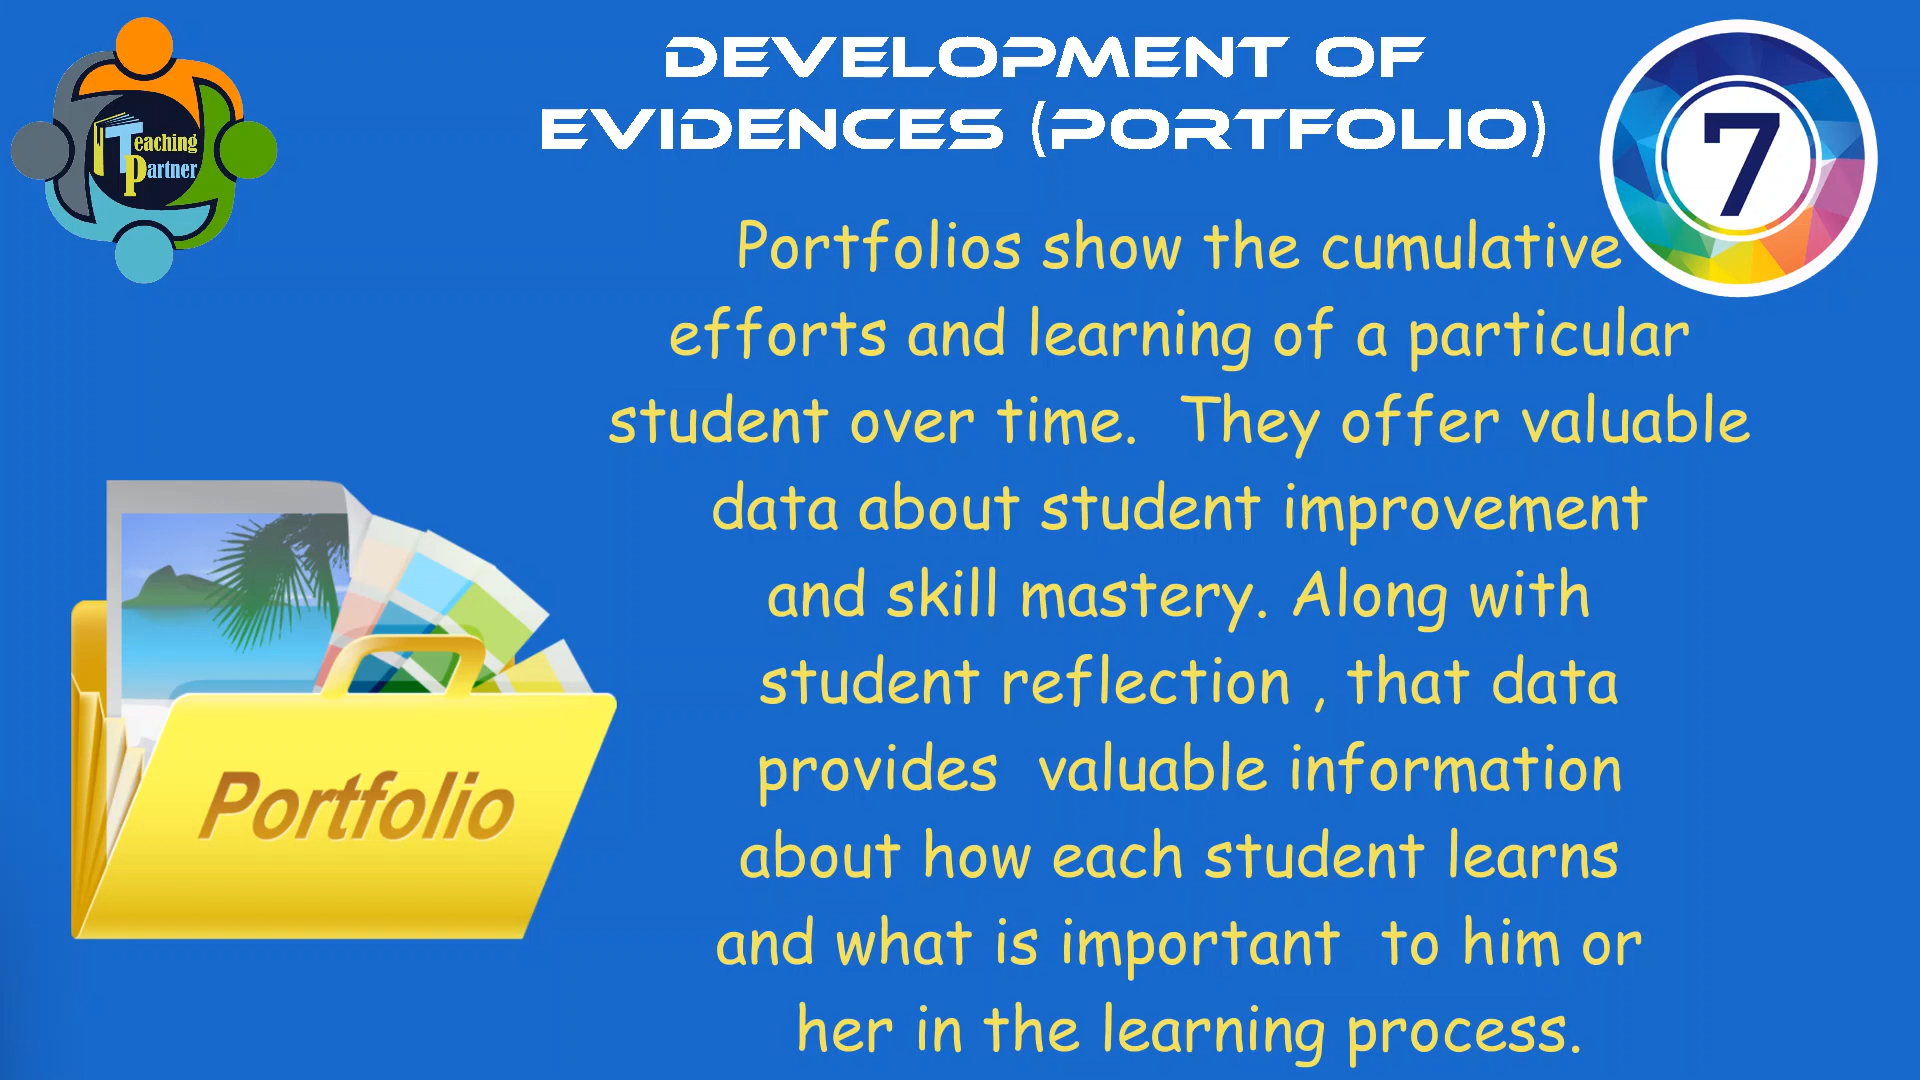 DEVELOPMENT OF
EVIDENCES (PORTFOLIO)
7
Teaching
Partner
Portfolios show the cumulative
efforts and learning of a particular
student over time. They offer valuable
data about student improvement
and skill mastery. Along with
student reflection , that data
provides valuable information
about how each student learns
and what is important to him or
her in the learning process.
Portfolio